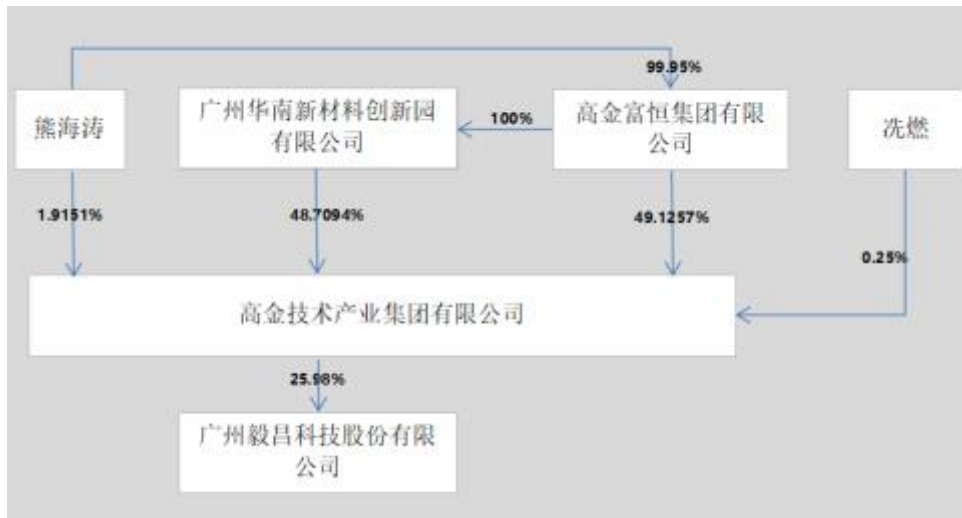 99.95%
熊海涛
广州华南新材料创新园
有限公司
100%
高金富恒集团有限
公司
冼燃
1.9151%
48.7094%
49.1257%
0.25%
高金技术产业集团有限公司
25.98%
广州毅昌科技股份有限
公司